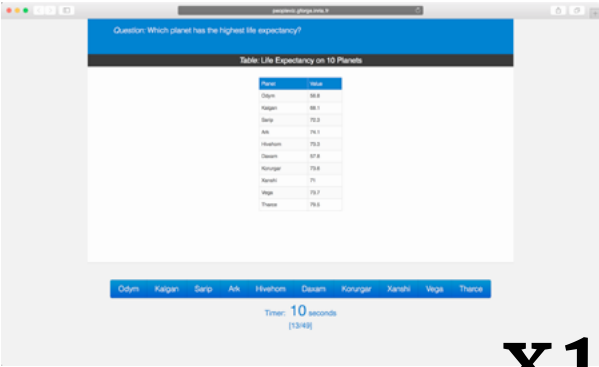 peoplevic.gforge.inria.fr
Question: Which planet has the highest life expectancy?
Table: Life Expectancy on 10 Planets
Planet Value
Odym 59.8
Kalgan 68.1
Sarip 72.3
Ark 74.1
Hivehom 75.3
Daxam 57.8
Korurgar 73.6
Xanshi 71
Vega 73.7
Tharce 79.5
Odym Kalgan Sarip Ark Hivehom Daxam Korurgar Xanshi Vega Tharce
Timer: 10 seconds
[13/49]
x1